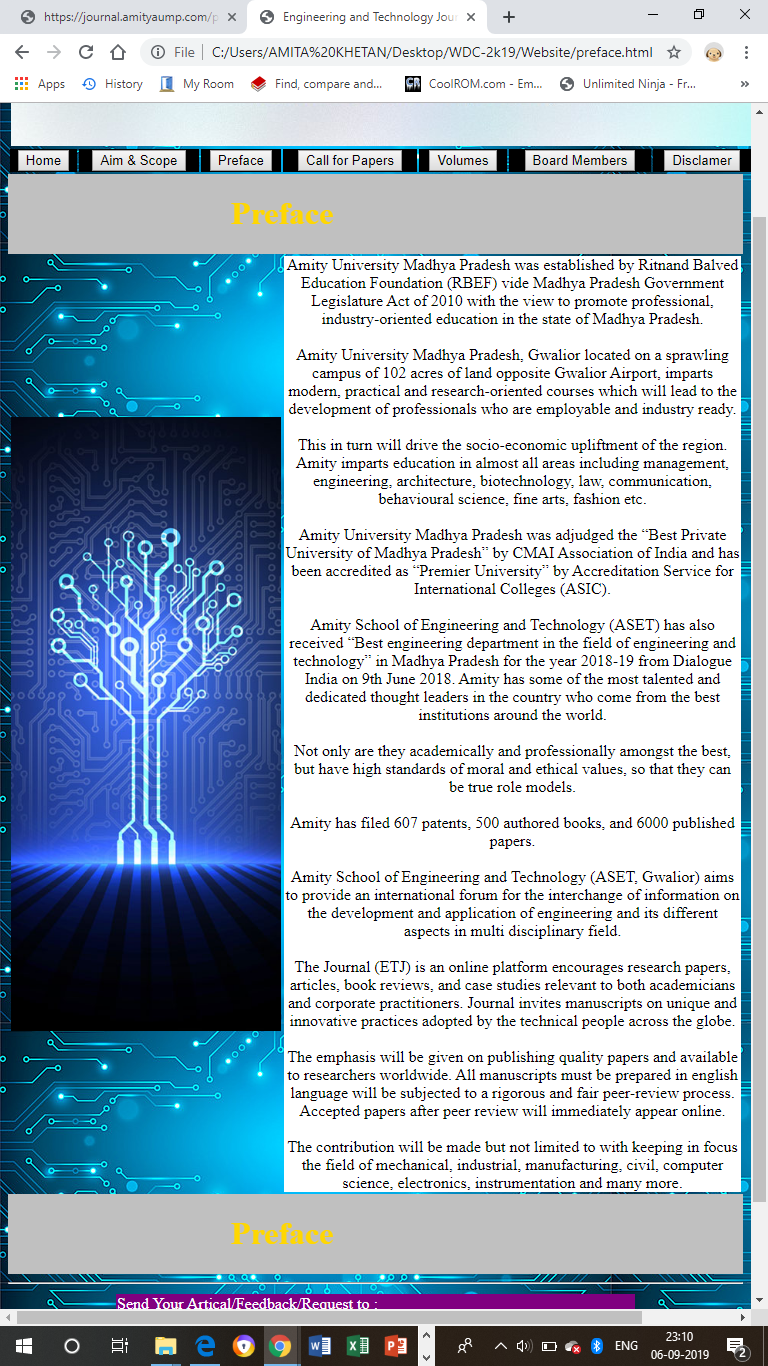 https://journal.amityaump.com/p
Engineering and Technology Jou
File
C:/Users/AMITA%20KHETAN/Desktop/WDC-2k19/Website/preface.html
Apps
History
My Room
Find, compare and...
CoolROM.com - Em...
Unlimited Ninja - Fr...
Home
Aim & Scope
Preface
Call for Papers
Volumes
Board Members
Disclamer
Preface
Amity University Madhya Pradesh was established by Ritnand Balved
Education Foundation (RBEF) vide Madhya Pradesh Government
Legislature Act of 2010 with the view to promote professional,
industry-oriented education in the state of Madhya Pradesh.
Amity University Madhya Pradesh, Gwalior located on a sprawling
campus of 102 acres of land opposite Gwalior Airport, imparts
modern, practical and research-oriented courses which will lead to the
development of professionals who are employable and industry ready.
This in turn will drive the socio-economic upliftment of the region.
Amity imparts education in almost all areas including management,
engineering, architecture, biotechnology, law, communication,
behavioural science, fine arts, fashion etc.
Amity University Madhya Pradesh was adjudged the “Best Private
University of Madhya Pradesh” by CMAI Association of India and has
been accredited as “Premier University” by Accreditation Service for
International Colleges (ASIC).
Amity School of Engineering and Technology (ASET) has also
received “Best engineering department in the field of engineering and
technology” in Madhya Pradesh for the year 2018-19 from Dialogue
India on 9th June 2018. Amity has some of the most talented and
dedicated thought leaders in the country who come from the best
institutions around the world.
Not only are they academically and professionally amongst the best,
but have high standards of moral and ethical values, so that they can
be true role models.
Amity has filed 607 patents, 500 authored books, and 6000 published
papers.
Amity School of Engineering and Technology (ASET, Gwalior) aims
to provide an international forum for the interchange of information on
the development and application of engineering and its different
aspects in multi disciplinary field.
The Journal (ETJ) is an online platform encourages research papers,
articles, book reviews, and case studies relevant to both academicians
and corporate practitioners. Journal invites manuscripts on unique and
innovative practices adopted by the technical people across the globe.
The emphasis will be given on publishing quality papers and available
to researchers worldwide. All manuscripts must be prepared in english
language will be subjected to a rigorous and fair peer-review process.
Accepted papers after peer review will immediately appear online.
The contribution will be made but not limited to with keeping in focus
the field of mechanical, industrial, manufacturing, civil, computer
science, electronics, instrumentation and many more.
Preface
Send Your Artical/Feedback/Request to :
ENG
23:10
06-09-2019
2